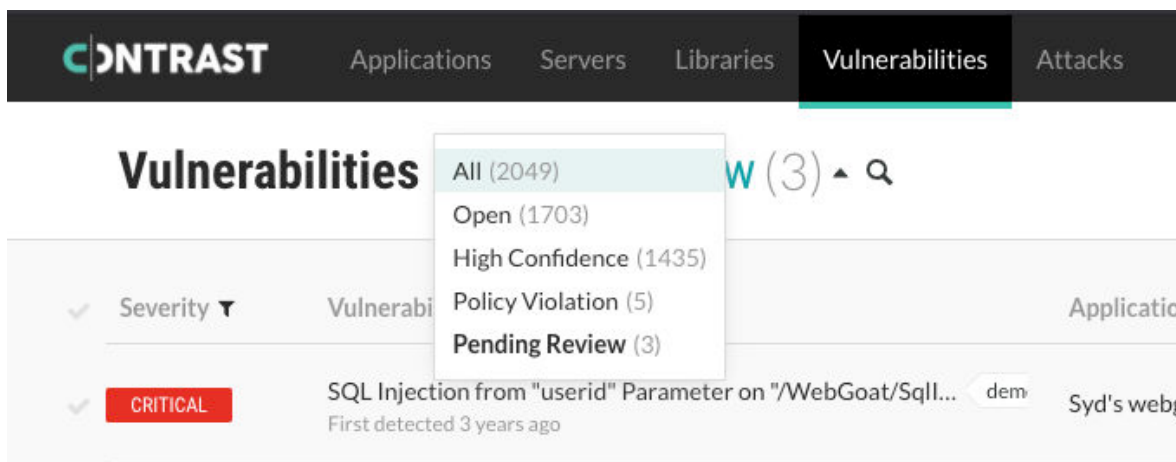 CONTRAST Applications Servers Libraries Vulnerabilities Attacks
Vulnerabilities w (3)
All (2049)
Open (1703)
High Confidence (1435)
Policy Violation (5)
Pending Review (3)
Severity Vulnerabi Applicatio
CRITICAL SQL Injection from "userid" Parameter on "/WebGoat/SqlI... dem Syd's webg
First detected 3 years ago